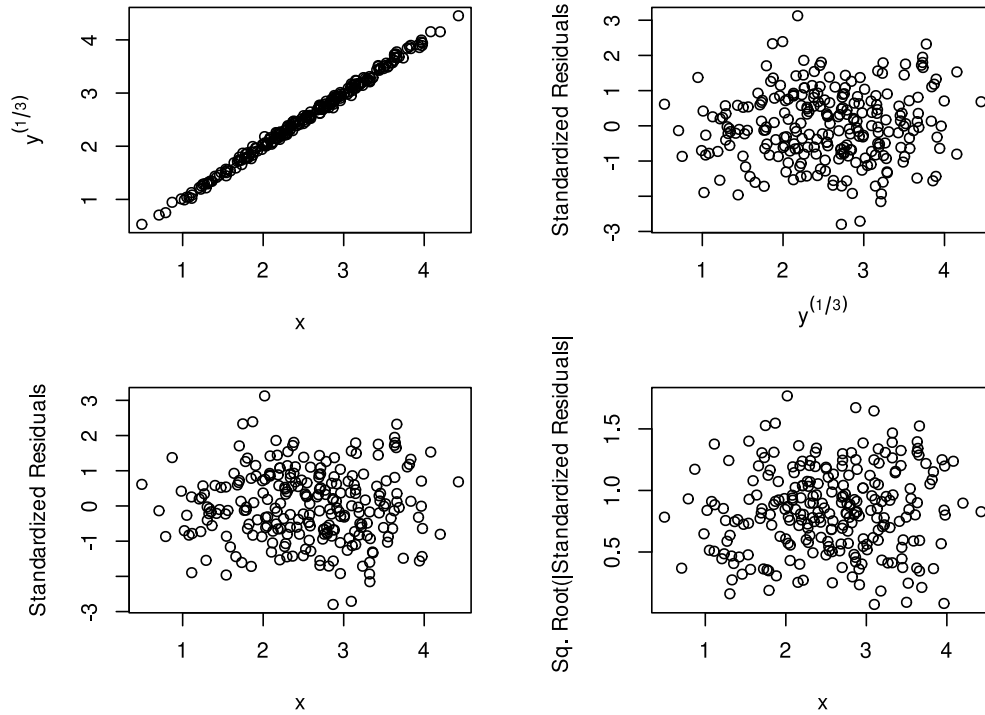 y^(1/3)
1 2 3 4
1 2 3 4
x
Standardized Residuals
-3 -1 0 1 2 3
1 2 3 4
y^(1/3)
Standardized Residuals
-3 -1 0 1 2 3
1 2 3 4
x
Sq. Root(|Standardized Residuals|
0.5 1.0 1.5
1 2 3 4
x